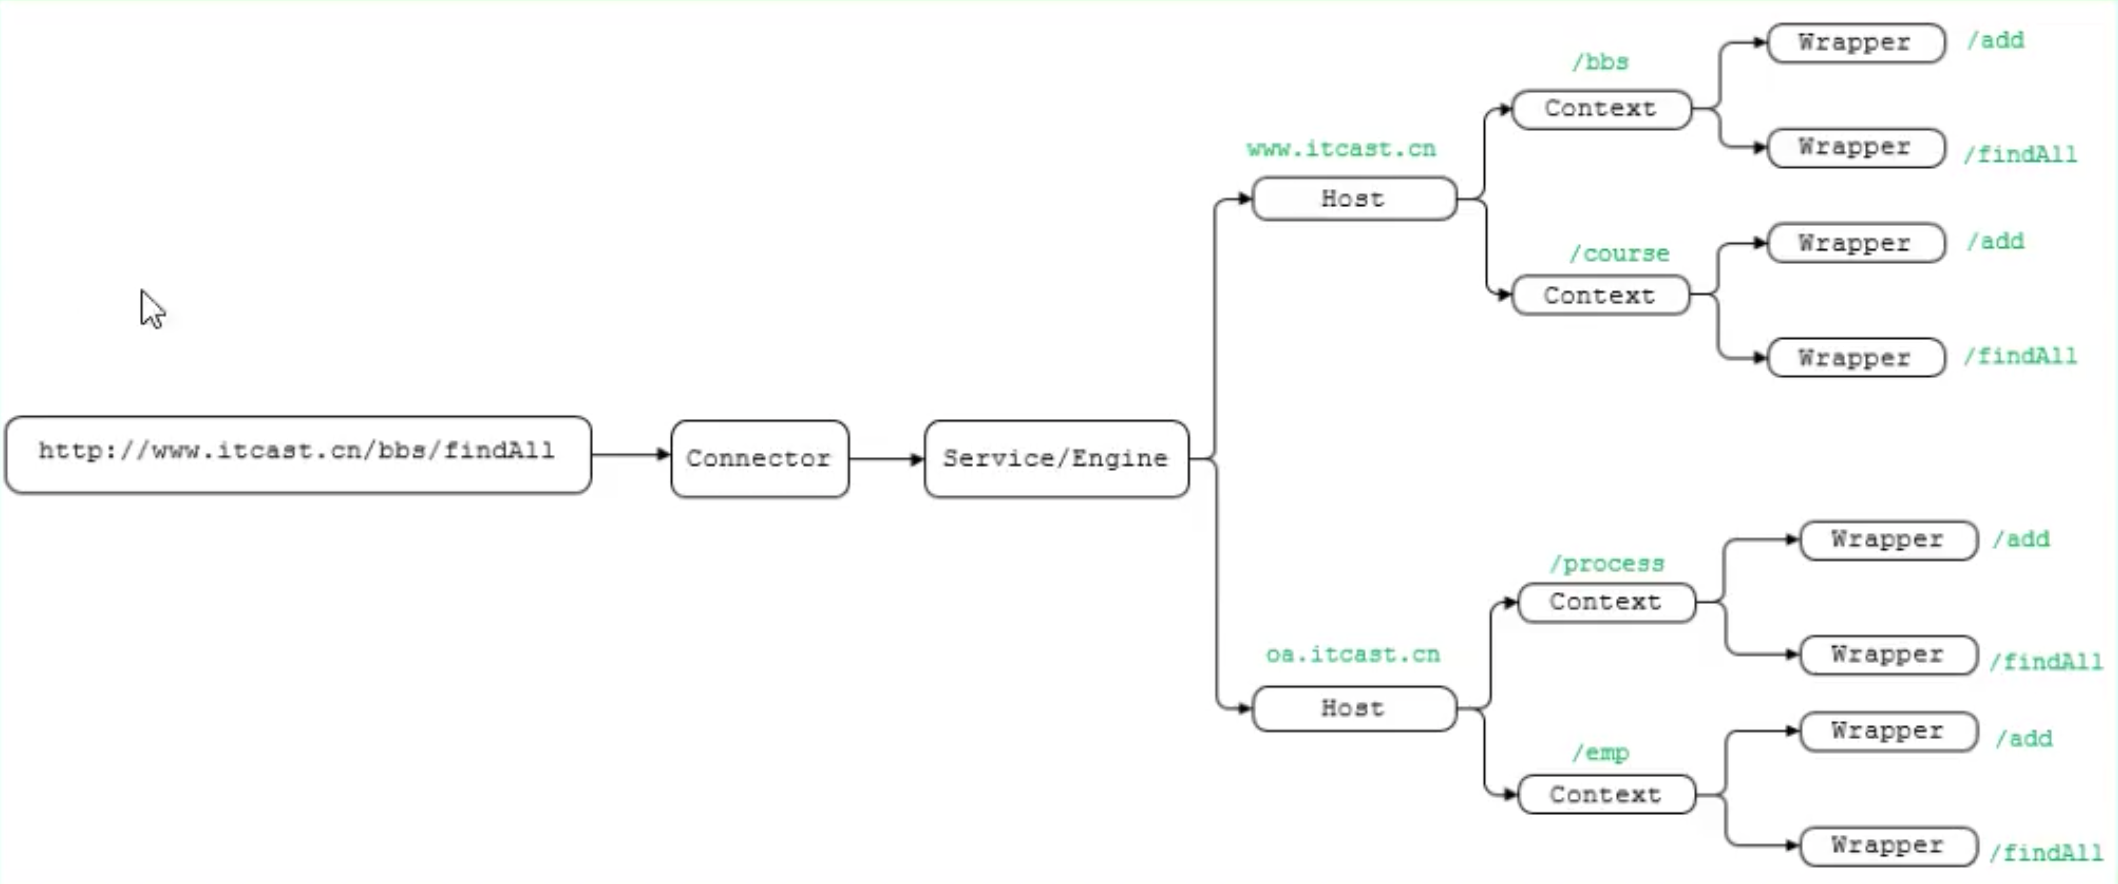 Wrapper /add
/bbs
Context
Wrapper /findAll
www.itcast.cn
Host
Wrapper /add
/course
Context
Wrapper /findAll
http://www.itcast.cn/bbs/findAll
Connector
Service/Engine
Wrapper /add
/process
Context
Wrapper /findAll
oa.itcast.cn
Host
Wrapper /add
/emp
Context
Wrapper /findAll